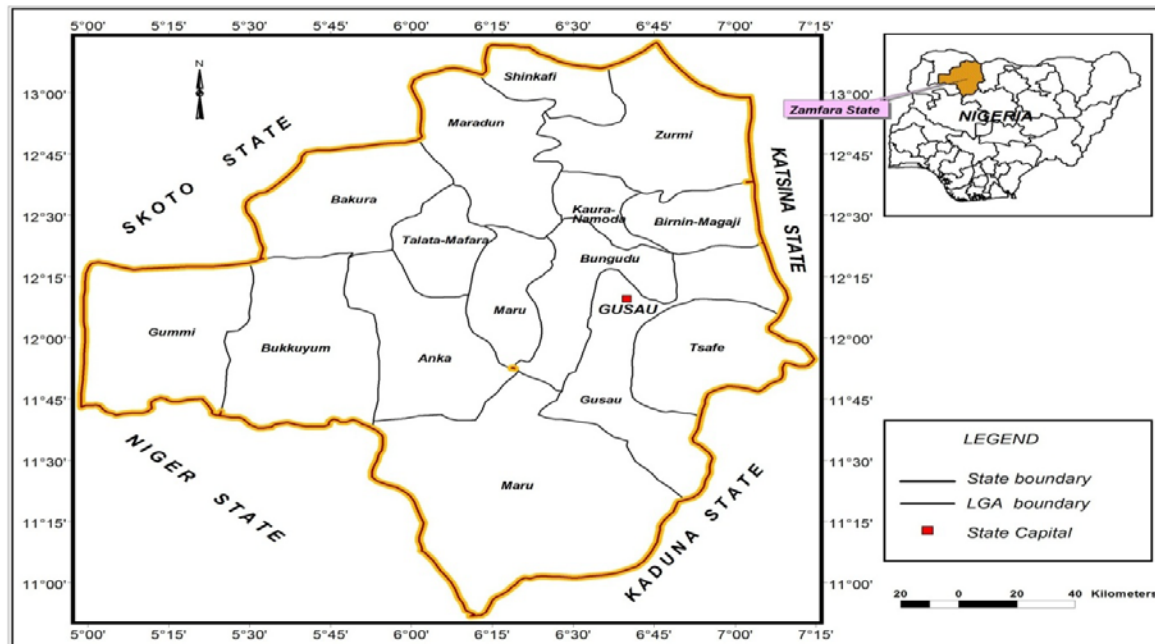 5°00' 5°15' 5°30' 5°45' 6°00' 6°15' 6°30' 6°45' 7°00' 7°15'
N
13°00'
12°45'
12°30'
12°15'
12°00'
11°45'
11°30'
11°15'
11°00'
SKOTO STATE
Shinkafi
Maradun
Zurmi
Bakura
Kaura-
Namoda
Birnin-Magaji
Talata-Mafara
Bungudu
GUSAU
Maru
Gummi
Bukkuyum
Anka
Tsafe
Gusau
Maru
KATSINA STATE
NIGER STATE
KADUNA STATE
13°00'
12°45'
12°30'
12°15'
12°00'
11°45'
11°30'
11°15'
11°00'
5°00' 5°15' 5°30' 5°45' 6°00' 6°15' 6°30' 6°45' 7°00' 7°15'
Zamfara State
NIGERIA
LEGEND
State boundary
LGA boundary
State Capital
20 0 20 40 Kilometers